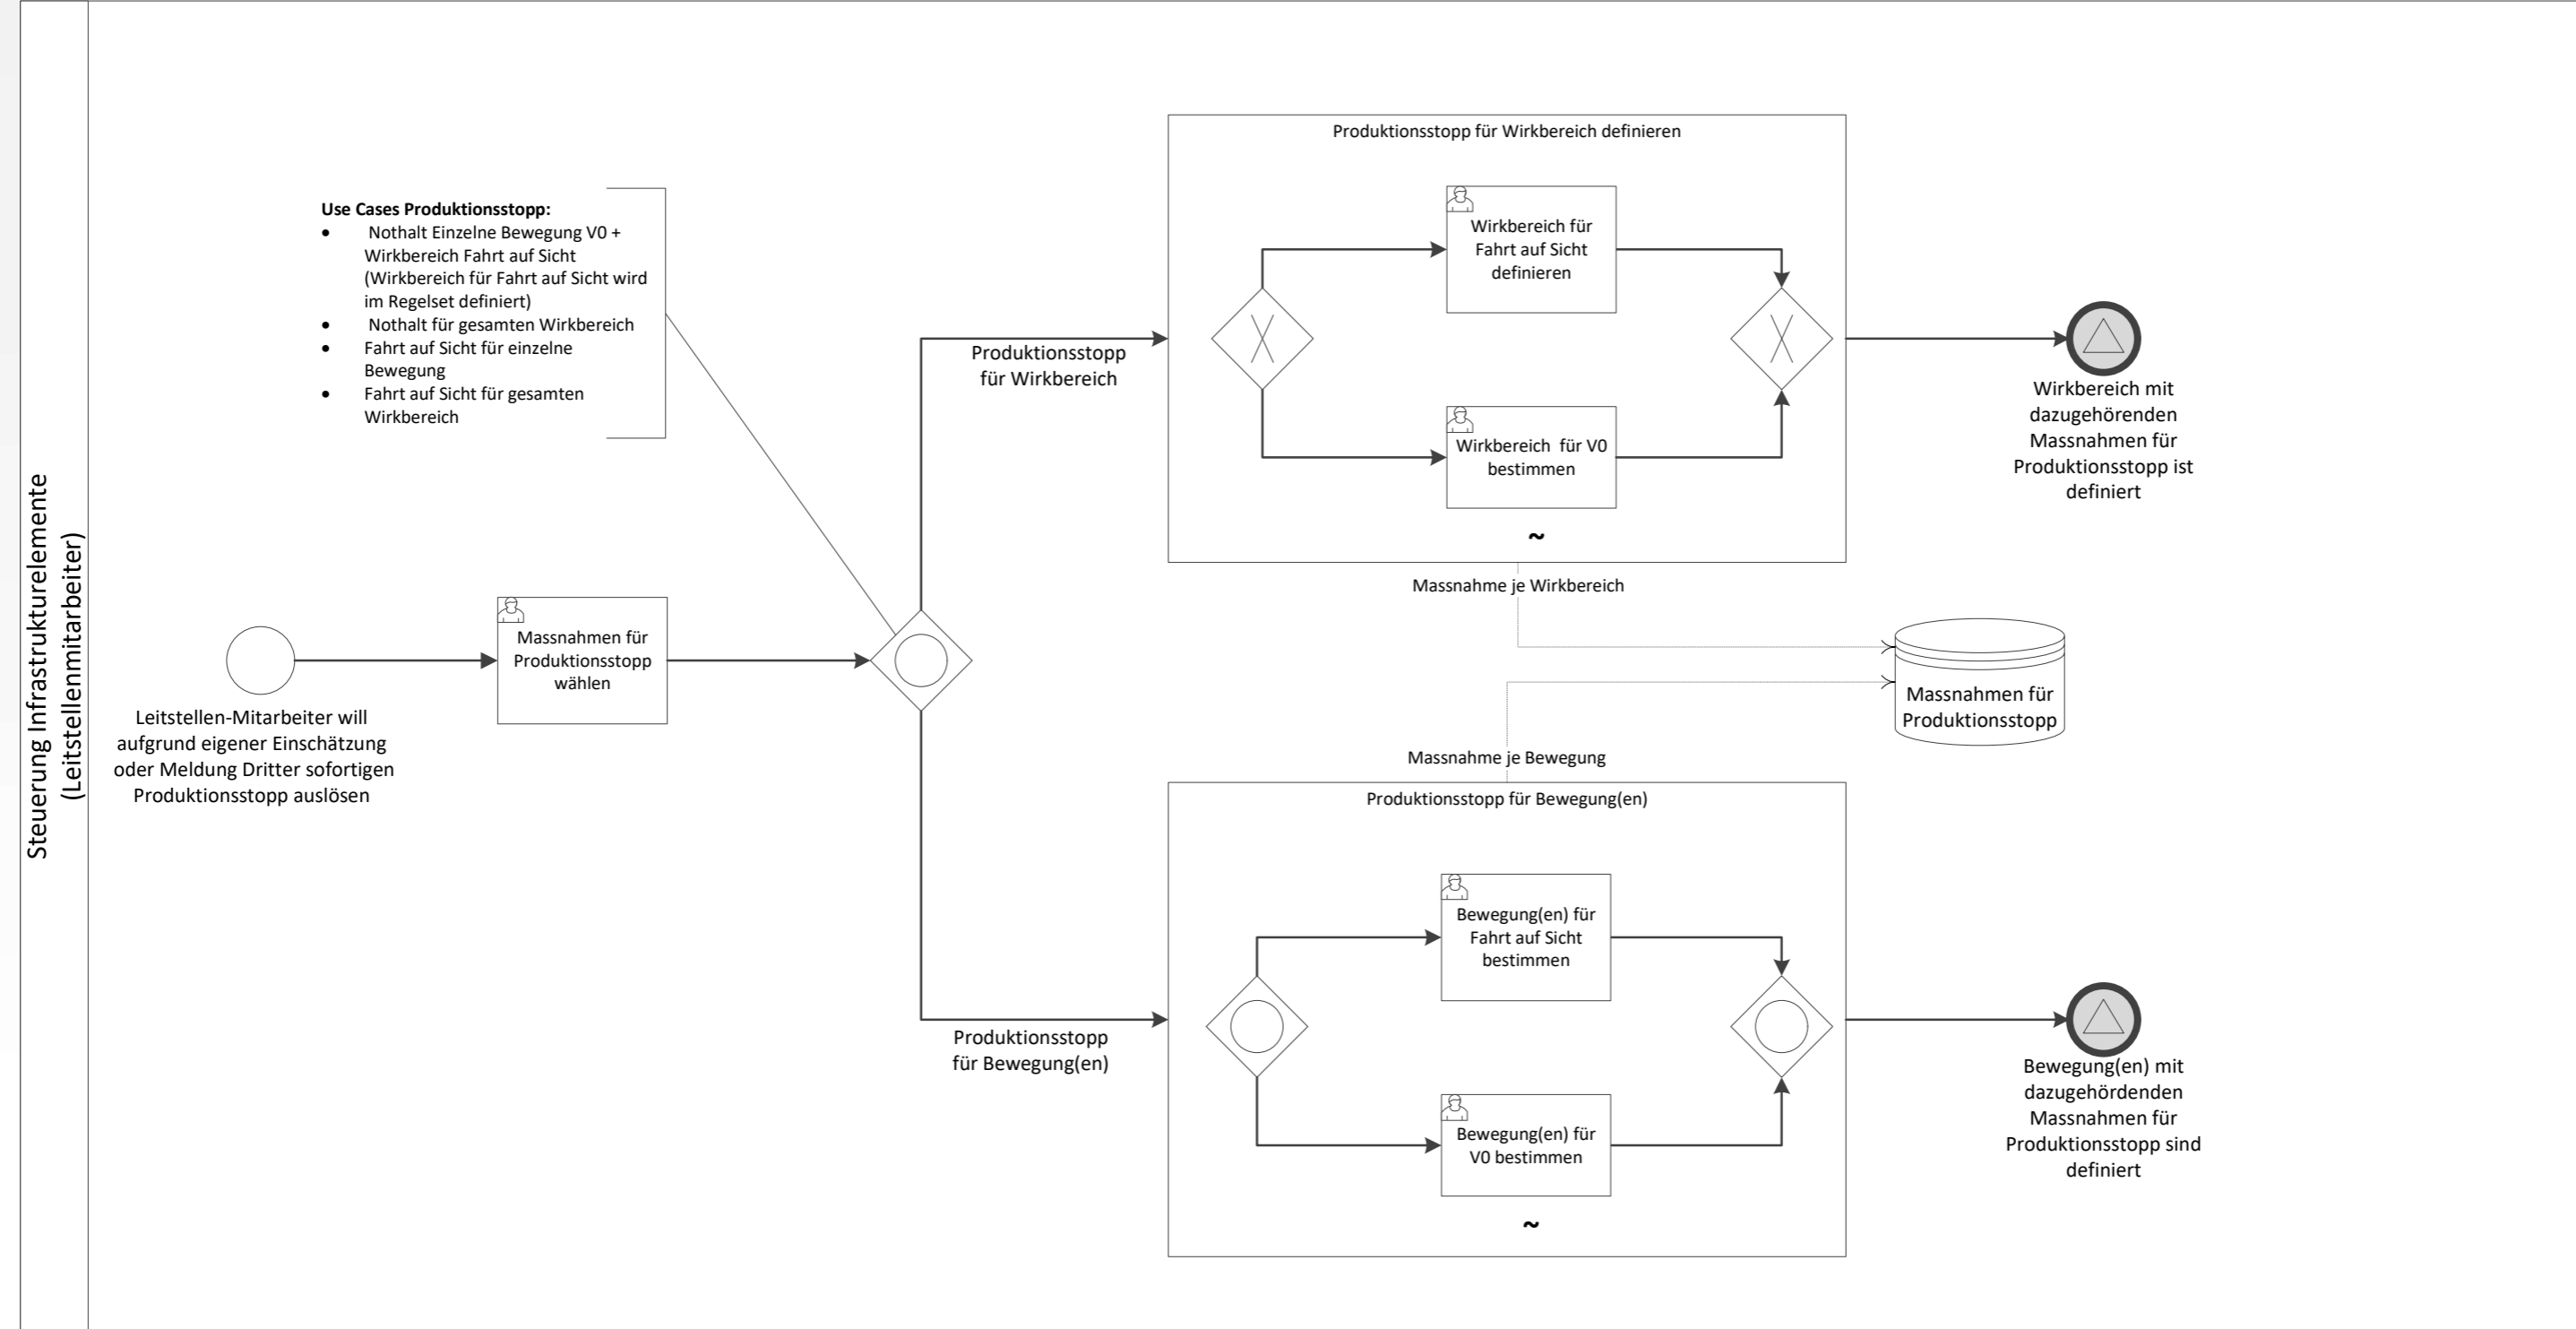 Steuerung Infrastrukturelemente
(Leitstellenmitarbeiter)
Use Cases Produktionsstopp:
• Nothalt Einzelne Bewegung V0 +
Wirkbereich Fahrt auf Sicht
(Wirkbereich für Fahrt auf Sicht wird
im Regelset definiert)
• Nothalt für gesamten Wirkbereich
• Fahrt auf Sicht für einzelne
Bewegung
• Fahrt auf Sicht für gesamten
Wirkbereich
Leitstellen-Mitarbeiter will
aufgrund eigener Einschätzung
oder Meldung Dritter sofortigen
Produktionsstopp auslösen
Massnahmen für
Produktionsstopp
wählen
Produktionsstopp
für Wirkbereich
Produktionsstopp für Wirkbereich definieren
Wirkbereich für
Fahrt auf Sicht
definieren
Wirkbereich für V0
bestimmen
~
Wirkbereich mit
dazugehörenden
Massnahmen für
Produktionsstopp ist
definiert
Massnahme je Wirkbereich
Massnahmen für
Produktionsstopp
Massnahme je Bewegung
Produktionsstopp
für Bewegung(en)
Produktionsstopp für Bewegung(en)
Bewegung(en) für
Fahrt auf Sicht
bestimmen
Bewegung(en) für
V0 bestimmen
~
Bewegung(en) mit
dazugehördenden
Massnahmen für
Produktionsstopp sind
definiert